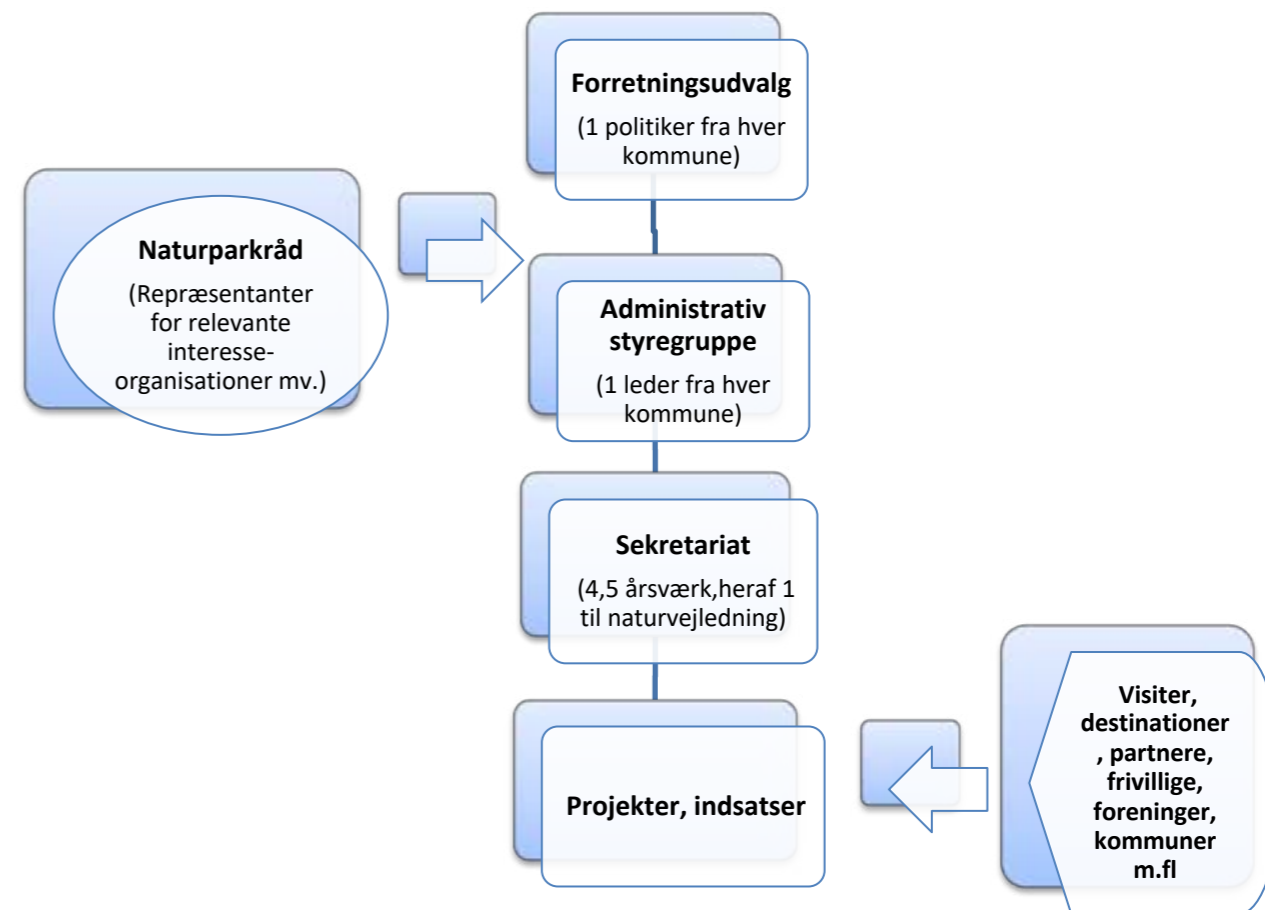 Forretningsudvalg
(1 politiker fra hver
kommune)
Naturparkråd
(Repræsentanter
for relevante
interesse-
organisationer mv.)
Administrativ
styregruppe
(1 leder fra hver
kommune)
Sekretariat
(4,5 årsværk,heraf 1
til naturvejledning)
Projekter, indsatser
Visiter,
destinationer
, partnere,
frivillige,
foreninger,
kommuner
m.fl